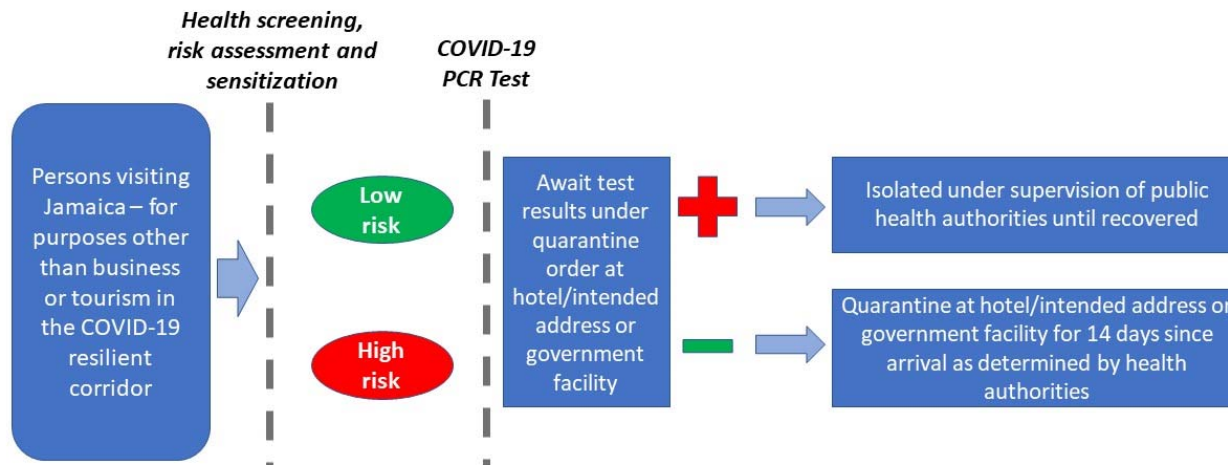 Health screening,
risk assessment and
sensitization
COVID-19
PCR Test
Persons visiting
Jamaica – for
purposes other
than business
or tourism in
the COVID-19
resilient
corridor
Low
risk
High
risk
Await test
results under
quarantine
order at
hotel/intended
address or
government
facility
Isolated under supervision of public
health authorities until recovered
Quarantine at hotel/intended address or
government facility for 14 days since
arrival as determined by health
authorities